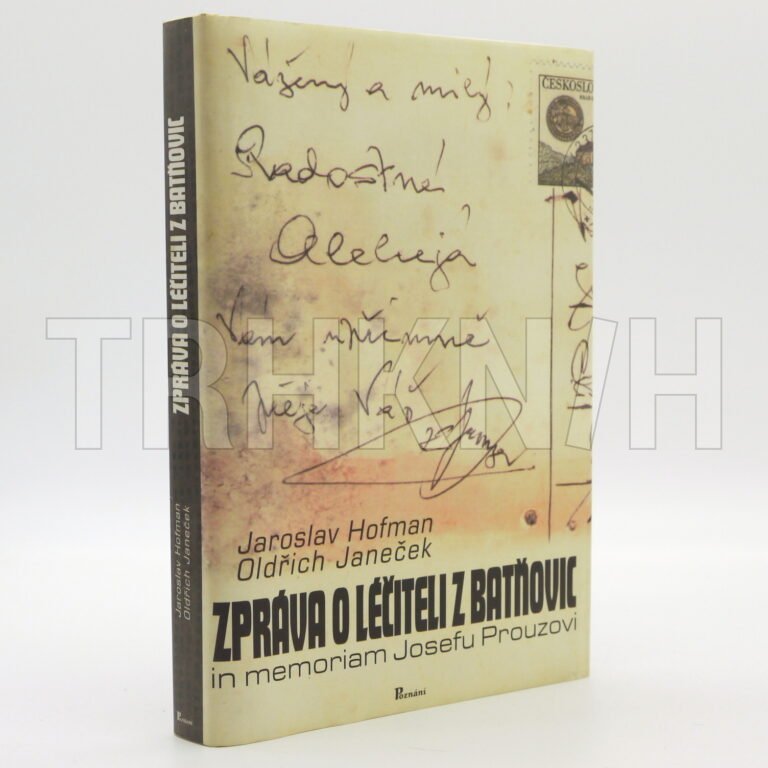 ZPRÁVA O LÉČITELI Z BATŇOVIC
Jaroslav Hofman
Oldřich Janeček
Poznání
Vážený a milý:
Radostné
Aleluja
Vám upřímně
přeje Váš
ČESKOSLO
Jaroslav Hofman
Oldřich Janeček
ZPRÁVA O LÉČITELI Z BATŇOVIC
in memoriam Josefu Prouzovi
Poznání
TRHKNIH